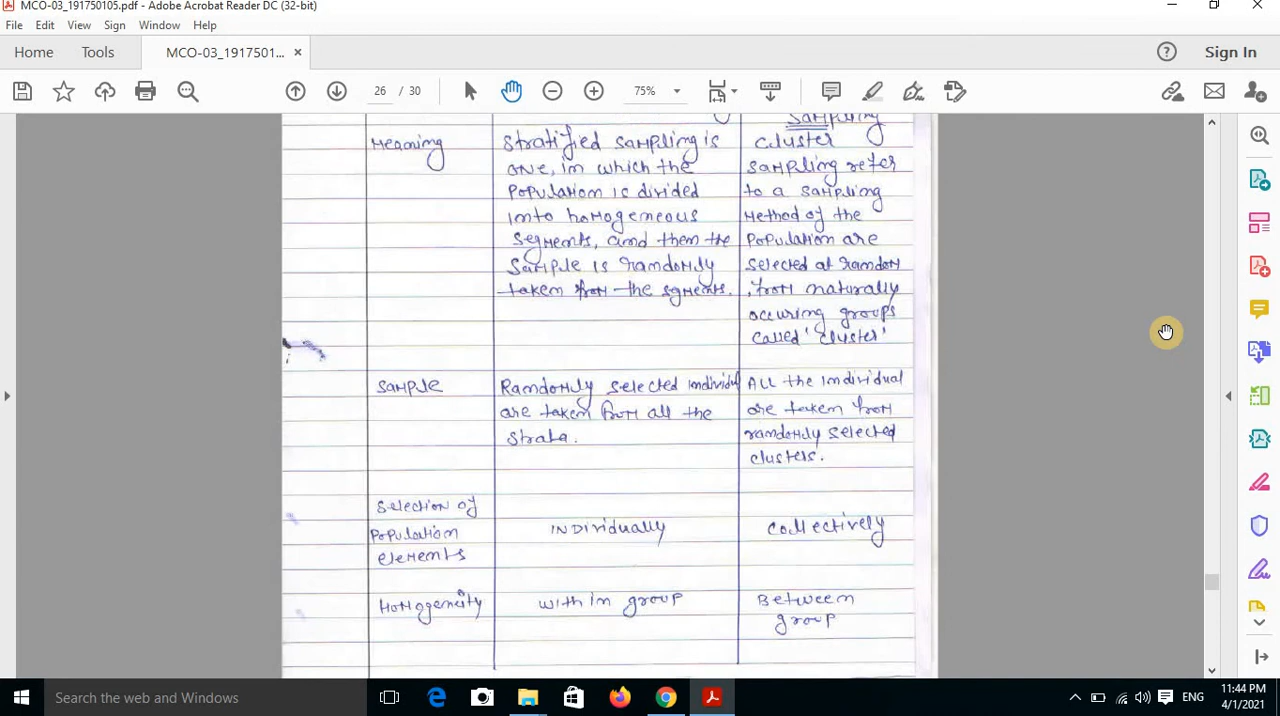 MCO-03_191750105.pdf - Adobe Acrobat Reader DC (32-bit)
File Edit View Sign Window Help
Home Tools MCO-03_1917501... × Sign In
26 / 30 75%
Sampling
Meaning
Stratified sampling is
one, in which the
Population is divided
into homogeneous
segments, and then the
Sample is randomly
taken from the sgments.
Cluster
sampling refer
to a sampling
method of the
Population are
selected at random
from naturally
occuring groups
called 'cluster'
Sample
Randomly selected individul
are taken from all the
strata.
All the individual
are taken from
randomly selected
clusters.
Selection of
Population
elements
INDividually
Collectively
Homogeneity
within group
Between
group
Search the web and Windows
ENG
11:44 PM
4/1/2021